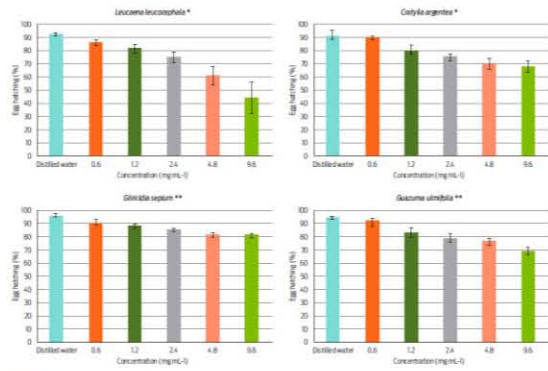 Leucaena leucocephala *
Egg hatching (%)
100
90
80
70
60
50
40
30
20
10
0
Distilled water 0.6 1.2 2.4 4.8 9.6
Concentration (mg mL-1)
Cratylia argentea *
Egg hatching (%)
100
90
80
70
60
50
40
30
20
10
0
Distilled water 0.6 1.2 2.4 4.8 9.6
Concentration (mg mL-1)
Gliricidia sepium **
Egg hatching (%)
100
90
80
70
60
50
40
30
20
10
0
Distilled water 0.6 1.2 2.4 4.8 9.6
Concentration (mg mL-1)
Guazuma ulmifolia **
Egg hatching (%)
100
90
80
70
60
50
40
30
20
10
0
Distilled water 0.6 1.2 2.4 4.8 9.6
Concentration (mg mL-1)